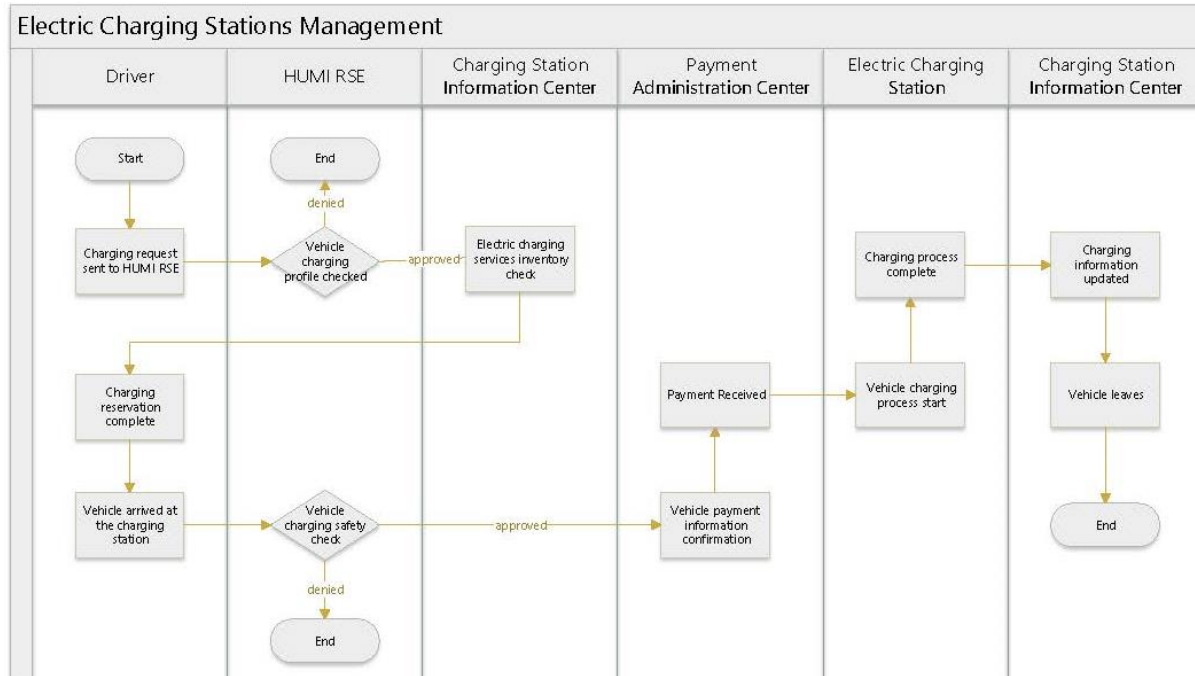 Electric Charging Stations Management
Driver
HUMI RSE
Charging Station
Information Center
Payment
Administration Center
Electric Charging
Station
Charging Station
Information Center
Start
End
denied
Charging request
sent to HUMI RSE
Vehicle
charging
profile checked
approved
Electric charging
services inventory
check
Charging process
complete
Charging
information
updated
Charging
reservation
complete
Payment Received
Vehicle charging
process start
Vehicle leaves
Vehicle arrived at
the charging
station
Vehicle
charging safety
check
approved
Vehicle payment
information
confirmation
End
denied
End